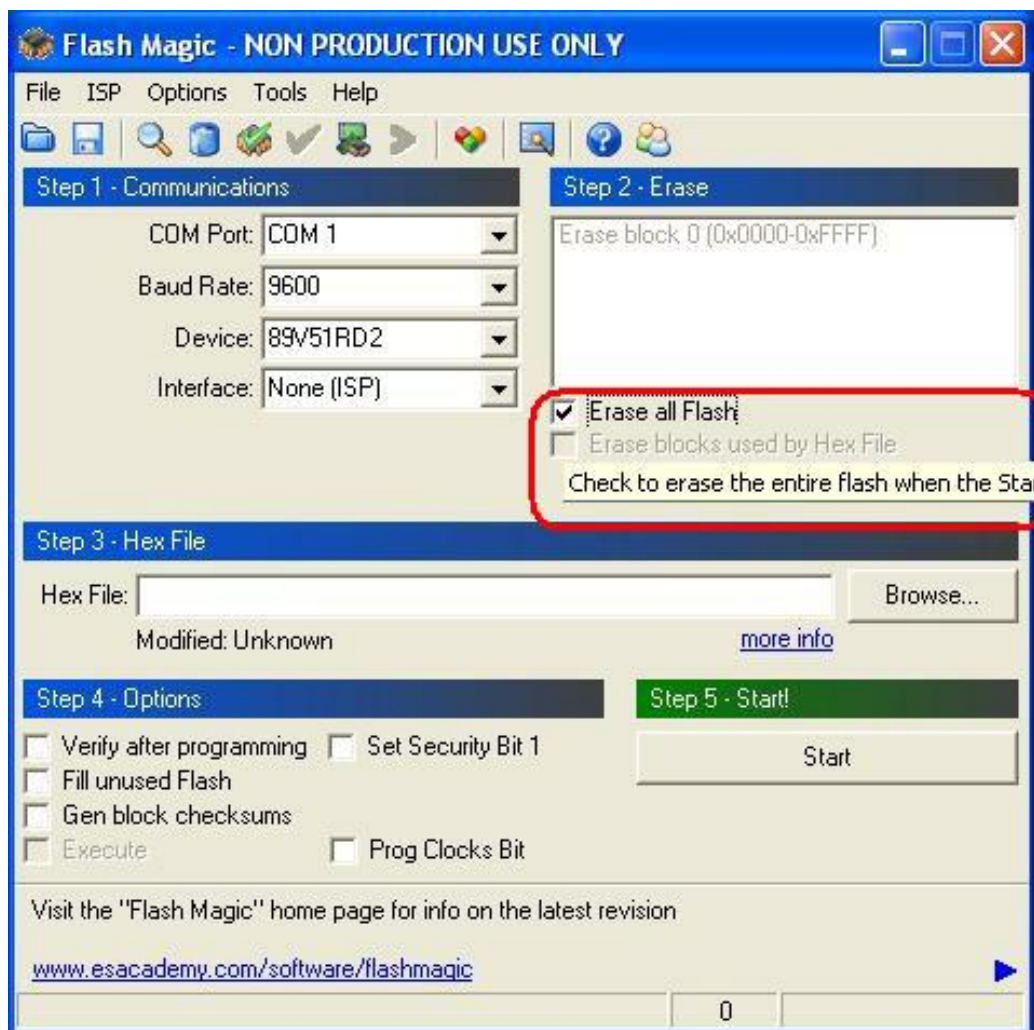 Flash Magic - NON PRODUCTION USE ONLY
File ISP Options Tools Help
Step 1 - Communications
COM Port: COM 1
Baud Rate: 9600
Device: 89V51RD2
Interface: None (ISP)
Step 2 - Erase
Erase block 0 (0x0000-0xFFFF)
Erase all Flash
Erase blocks used by Hex File
Check to erase the entire flash when the Sta
Step 3 - Hex File
Hex File:
Browse...
Modified: Unknown
more info
Step 4 - Options
Verify after programming
Set Security Bit 1
Fill unused Flash
Gen block checksums
Execute
Prog Clocks Bit
Step 5 - Start!
Start
Visit the "Flash Magic" home page for info on the latest revision
www.esacademy.com/software/flashmagic
0